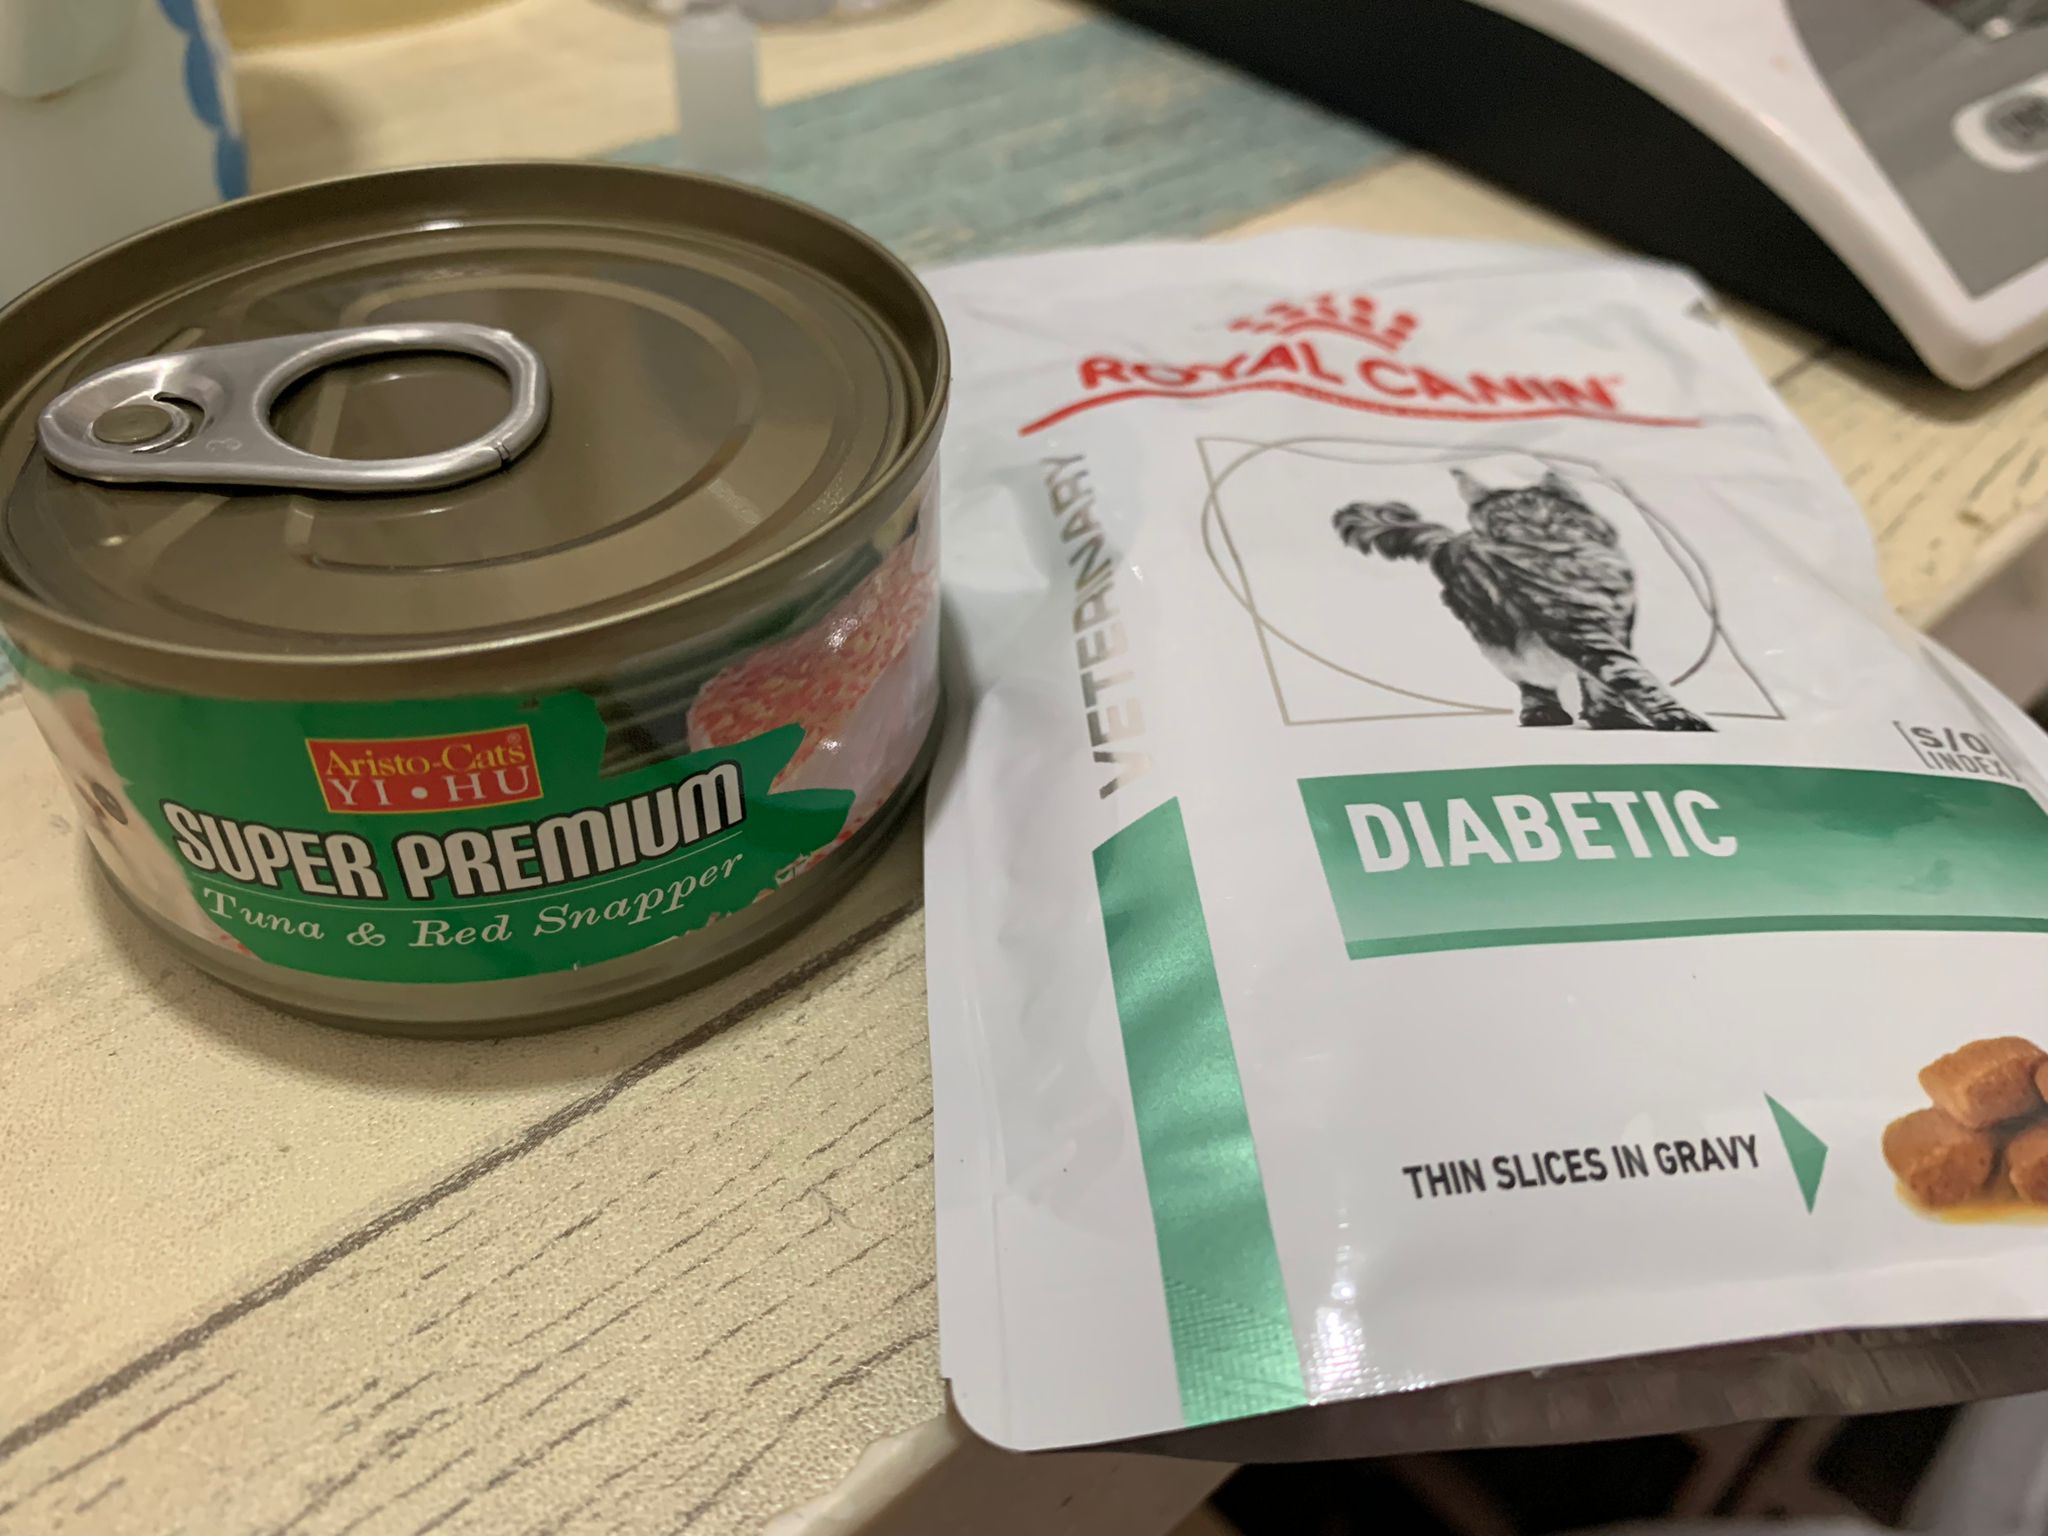 Aristo-Cats®
YI•HU
SUPER PREMIUM
Tuna & Red Snapper
ROYAL CANIN
VETERINARY
S/O
INDEX
DIABETIC
THIN SLICES IN GRAVY